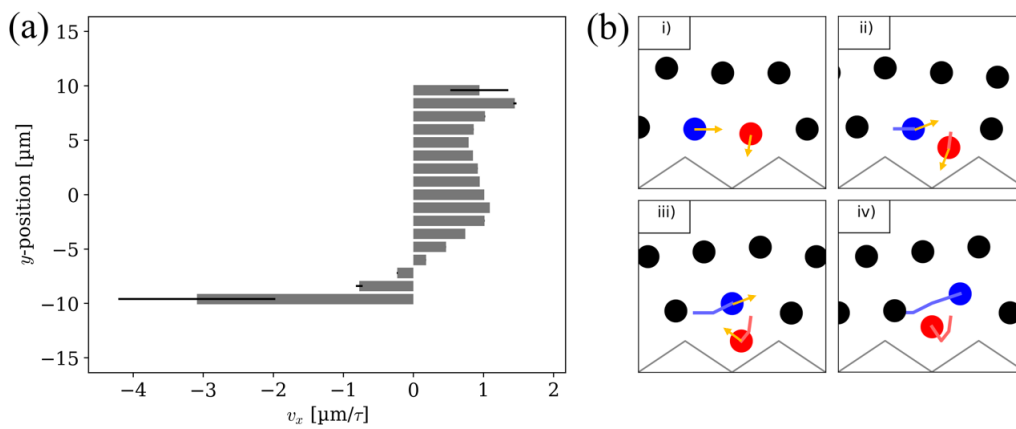 (a)
15
10
5
0
−5
−10
−15
y-position [µm]
−4 −3 −2 −1 0 1 2
vₓ [µm/τ]
(b)
i)
ii)
iii)
iv)